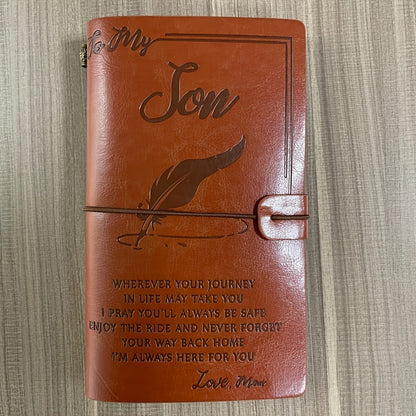 To My
Son
WHEREVER YOUR JOURNEY
IN LIFE MAY TAKE YOU
I PRAY YOU'LL ALWAYS BE SAFE
ENJOY THE RIDE AND NEVER FORGET
YOUR WAY BACK HOME
I'M ALWAYS HERE FOR YOU
Love, Mom